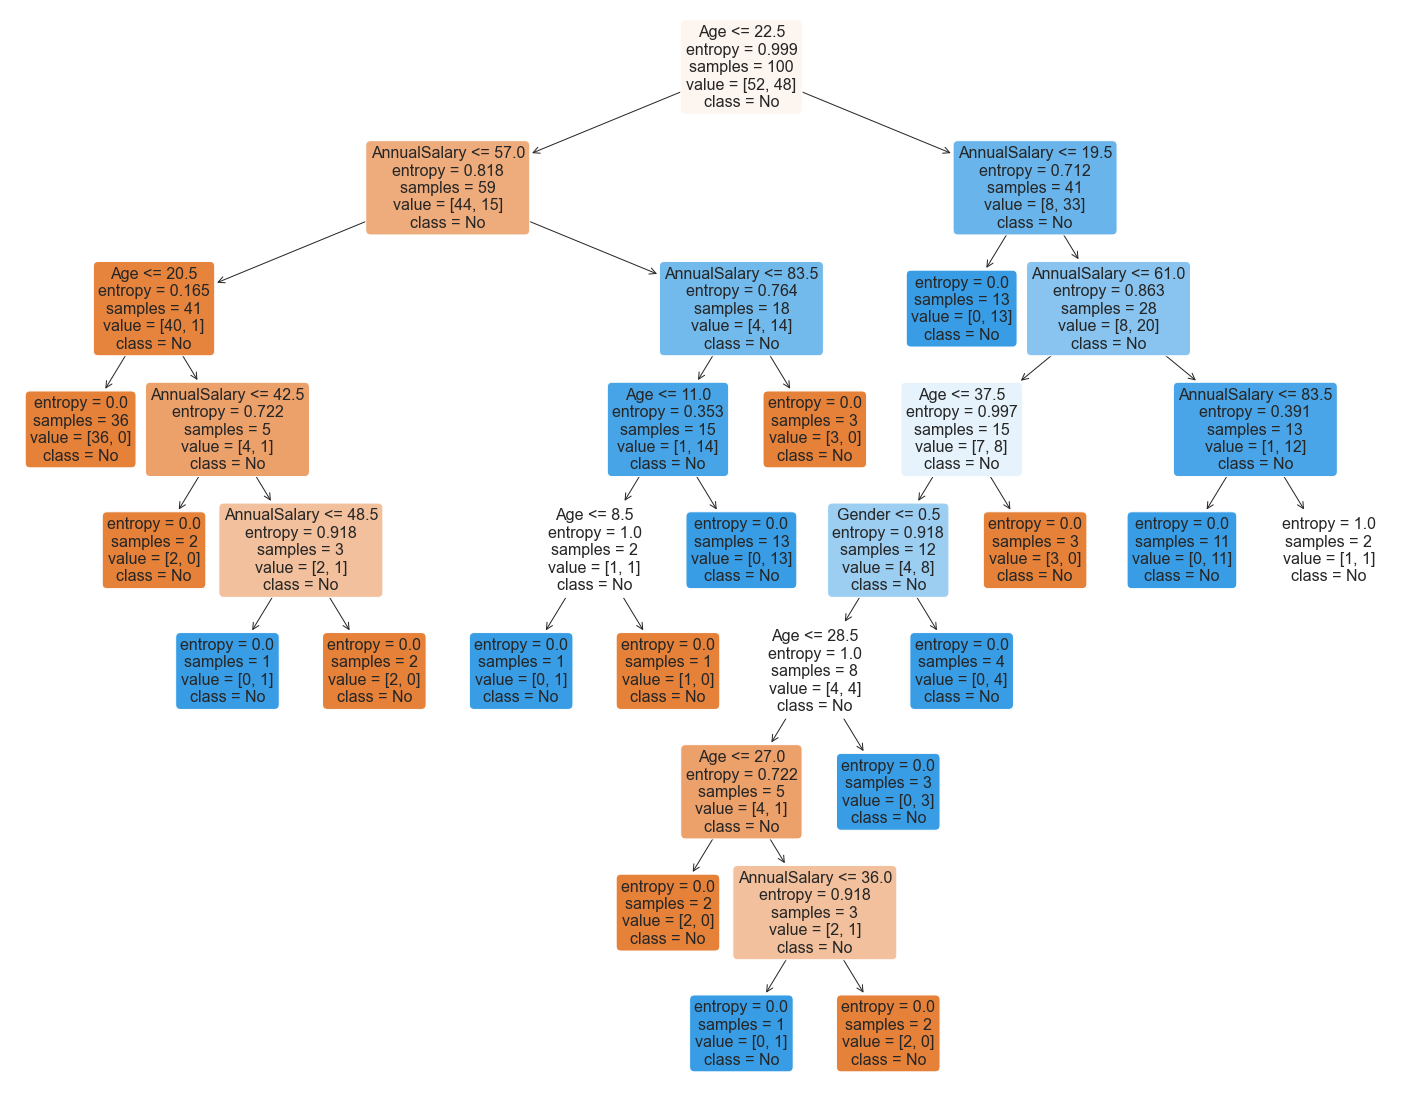 Age <= 22.5
entropy = 0.999
samples = 100
value = [52, 48]
class = No
AnnualSalary <= 57.0
entropy = 0.818
samples = 59
value = [44, 15]
class = No
AnnualSalary <= 19.5
entropy = 0.712
samples = 41
value = [8, 33]
class = No
Age <= 20.5
entropy = 0.165
samples = 41
value = [40, 1]
class = No
AnnualSalary <= 83.5
entropy = 0.764
samples = 18
value = [4, 14]
class = No
entropy = 0.0
samples = 13
value = [0, 13]
class = No
AnnualSalary <= 61.0
entropy = 0.863
samples = 28
value = [8, 20]
class = No
entropy = 0.0
samples = 36
value = [36, 0]
class = No
AnnualSalary <= 42.5
entropy = 0.722
samples = 5
value = [4, 1]
class = No
Age <= 11.0
entropy = 0.353
samples = 15
value = [1, 14]
class = No
entropy = 0.0
samples = 3
value = [3, 0]
class = No
Age <= 37.5
entropy = 0.997
samples = 15
value = [7, 8]
class = No
AnnualSalary <= 83.5
entropy = 0.391
samples = 13
value = [1, 12]
class = No
entropy = 0.0
samples = 2
value = [2, 0]
class = No
AnnualSalary <= 48.5
entropy = 0.918
samples = 3
value = [2, 1]
class = No
Age <= 8.5
entropy = 1.0
samples = 2
value = [1, 1]
class = No
entropy = 0.0
samples = 13
value = [0, 13]
class = No
Gender <= 0.5
entropy = 0.918
samples = 12
value = [4, 8]
class = No
entropy = 0.0
samples = 3
value = [3, 0]
class = No
entropy = 0.0
samples = 11
value = [0, 11]
class = No
entropy = 1.0
samples = 2
value = [1, 1]
class = No
entropy = 0.0
samples = 1
value = [0, 1]
class = No
entropy = 0.0
samples = 2
value = [2, 0]
class = No
entropy = 0.0
samples = 1
value = [0, 1]
class = No
entropy = 0.0
samples = 1
value = [1, 0]
class = No
Age <= 28.5
entropy = 1.0
samples = 8
value = [4, 4]
class = No
entropy = 0.0
samples = 4
value = [0, 4]
class = No
Age <= 27.0
entropy = 0.722
samples = 5
value = [4, 1]
class = No
entropy = 0.0
samples = 3
value = [0, 3]
class = No
entropy = 0.0
samples = 2
value = [2, 0]
class = No
AnnualSalary <= 36.0
entropy = 0.918
samples = 3
value = [2, 1]
class = No
entropy = 0.0
samples = 1
value = [0, 1]
class = No
entropy = 0.0
samples = 2
value = [2, 0]
class = No